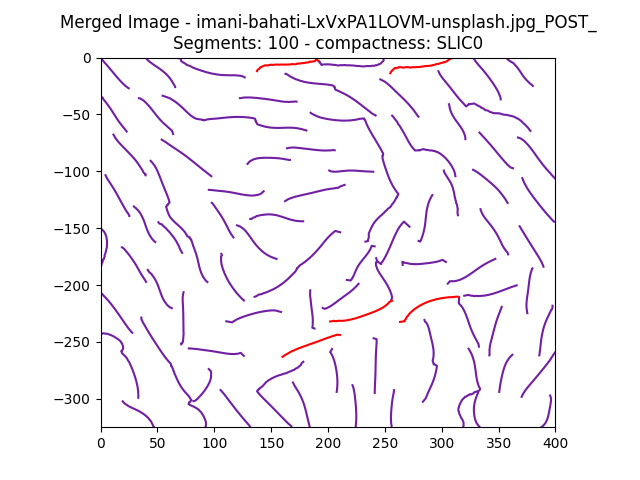 Merged Image - imani-bahati-LxVxPA1LOVM-unsplash.jpg_POST_
Segments: 100 - compactness: SLIC0
0
−50
−100
−150
−200
−250
−300
0 50 100 150 200 250 300 350 400